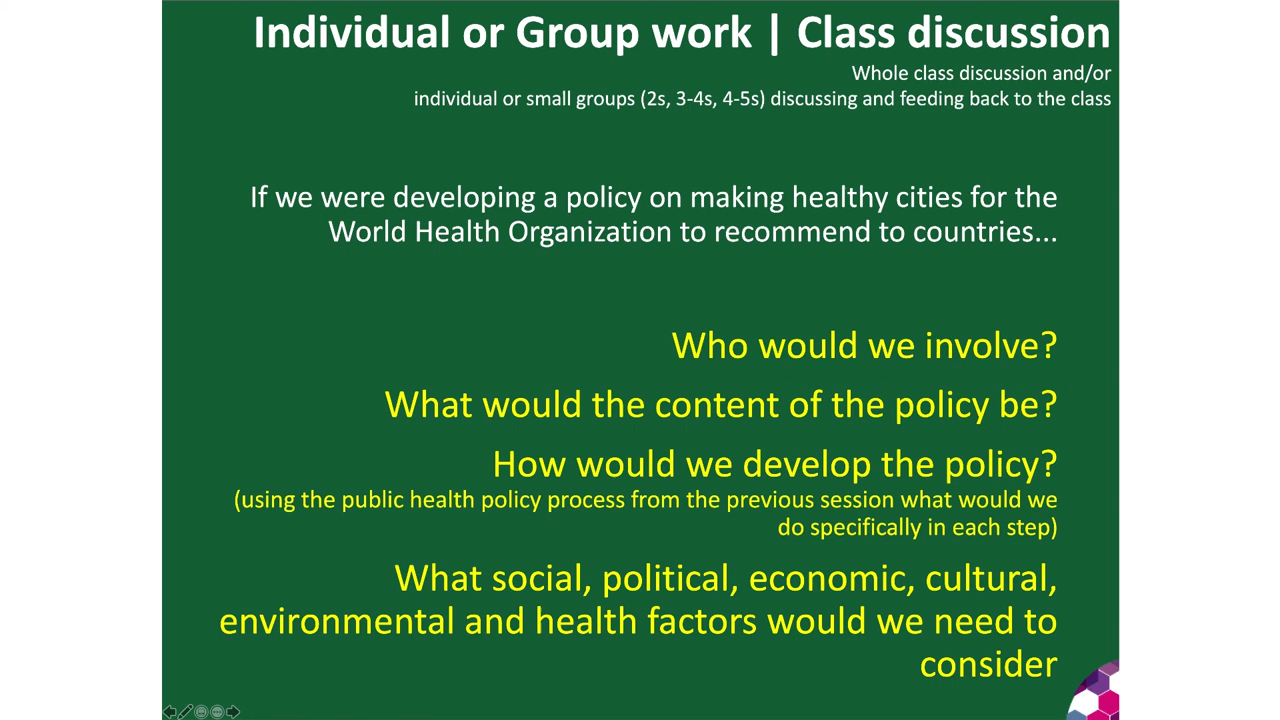 Individual or Group work | Class discussion
Whole class discussion and/or
individual or small groups (2s, 3-4s, 4-5s) discussing and feeding back to the class
If we were developing a policy on making healthy cities for the
World Health Organization to recommend to countries...
Who would we involve?
What would the content of the policy be?
How would we develop the policy?
(using the public health policy process from the previous session what would we
do specifically in each step)
What social, political, economic, cultural,
environmental and health factors would we need to
consider